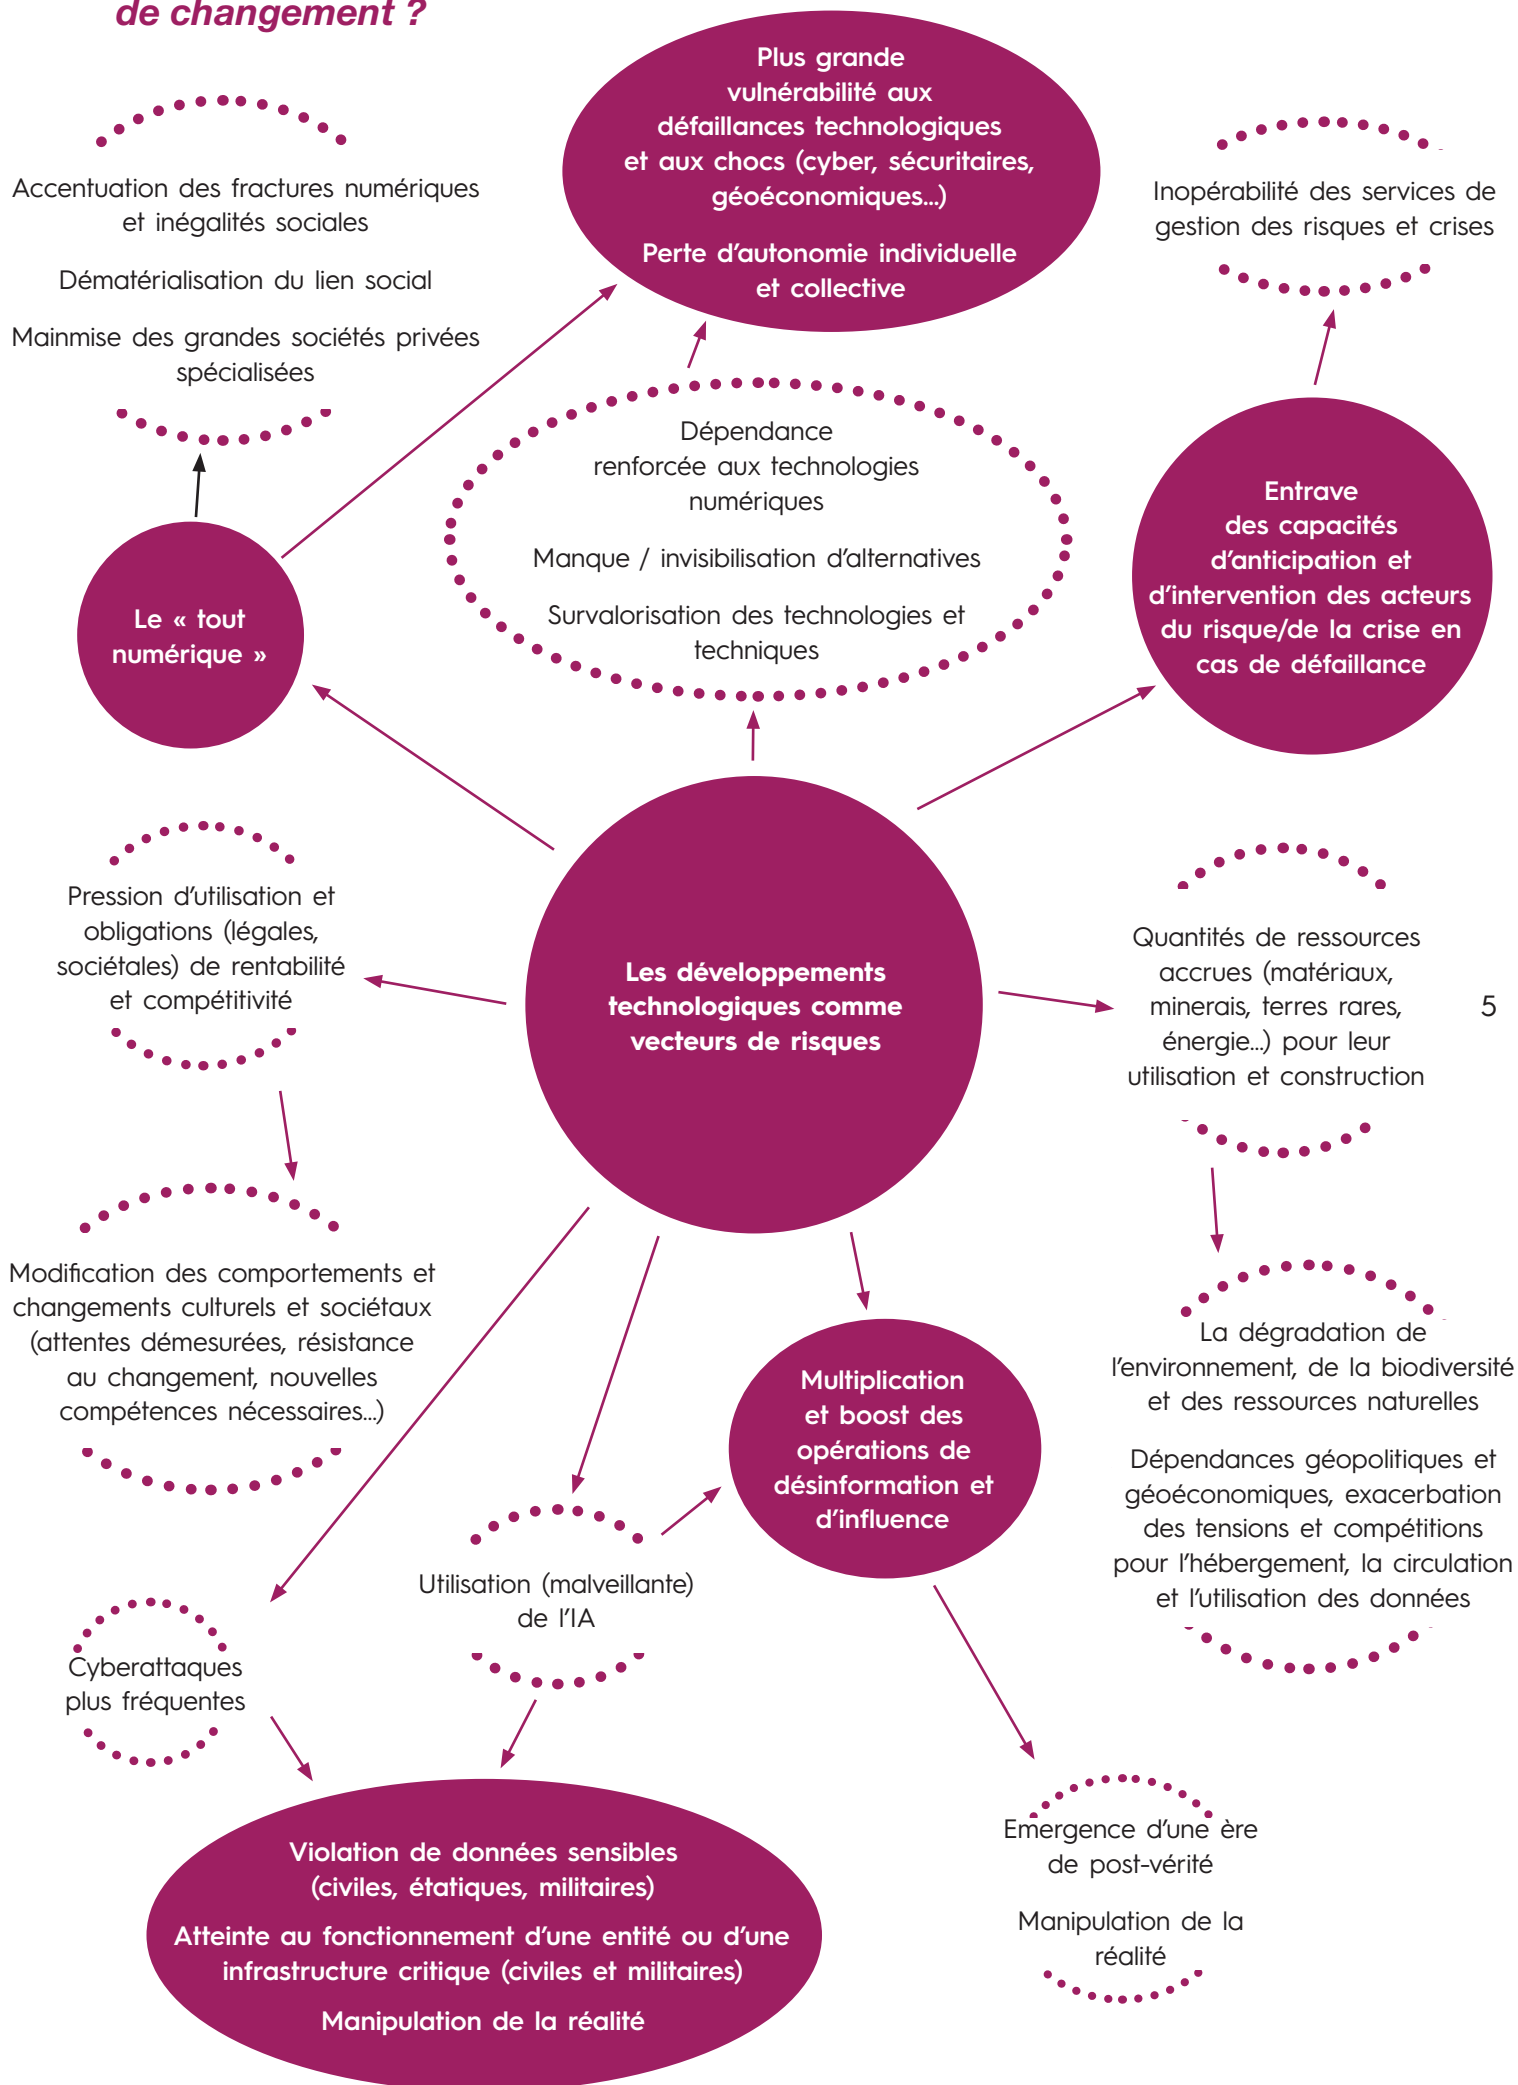 de changement ?
Plus grande
vulnérabilité aux
défaillances technologiques
et aux chocs (cyber, sécuritaires,
géoéconomiques...)
Perte d'autonomie individuelle
et collective
Accentuation des fractures numériques
et inégalités sociales
Dématérialisation du lien social
Mainmise des grandes sociétés privées
spécialisées
Inopérabilité des services de
gestion des risques et crises
Dépendance
renforcée aux technologies
numériques
Manque / invisibilisation d'alternatives
Survalorisation des technologies et
techniques
Entrave
des capacités
d'anticipation et
d'intervention des acteurs
du risque/de la crise en
cas de défaillance
Le « tout
numérique »
Pression d'utilisation et
obligations (légales,
sociétales) de rentabilité
et compétitivité
Les développements
technologiques comme
vecteurs de risques
Quantités de ressources
accrues (matériaux,
minerais, terres rares,
énergie...) pour leur
utilisation et construction
5
Modification des comportements et
changements culturels et sociétaux
(attentes démesurées, résistance
au changement, nouvelles
compétences nécessaires...)
La dégradation de
l'environnement, de la biodiversité
et des ressources naturelles
Dépendances géopolitiques et
géoéconomiques, exacerbation
des tensions et compétitions
pour l'hébergement, la circulation
et l'utilisation des données
Multiplication
et boost des
opérations de
désinformation et
d'influence
Utilisation (malveillante)
de l'IA
Cyberattaques
plus fréquentes
Violation de données sensibles
(civiles, étatiques, militaires)
Atteinte au fonctionnement d'une entité ou d'une
infrastructure critique (civiles et militaires)
Manipulation de la réalité
Emergence d'une ère
de post-vérité
Manipulation de la
réalité